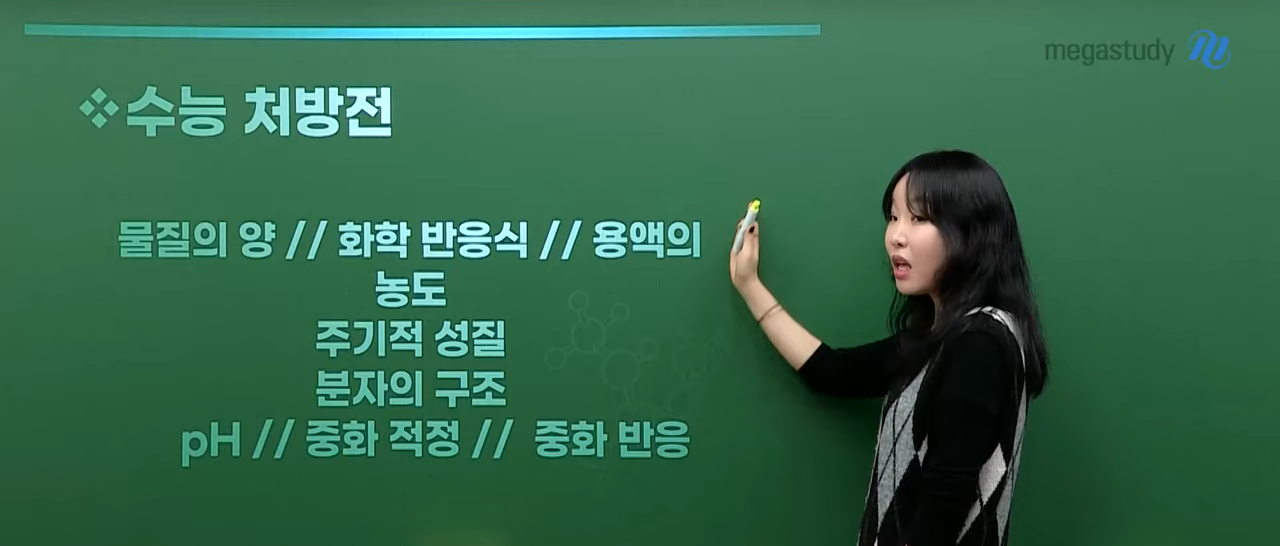 megastudy
수능 처방전
물질의 양 // 화학 반응식 // 용액의
농도
주기적 성질
분자의 구조
pH // 중화 적정 // 중화 반응